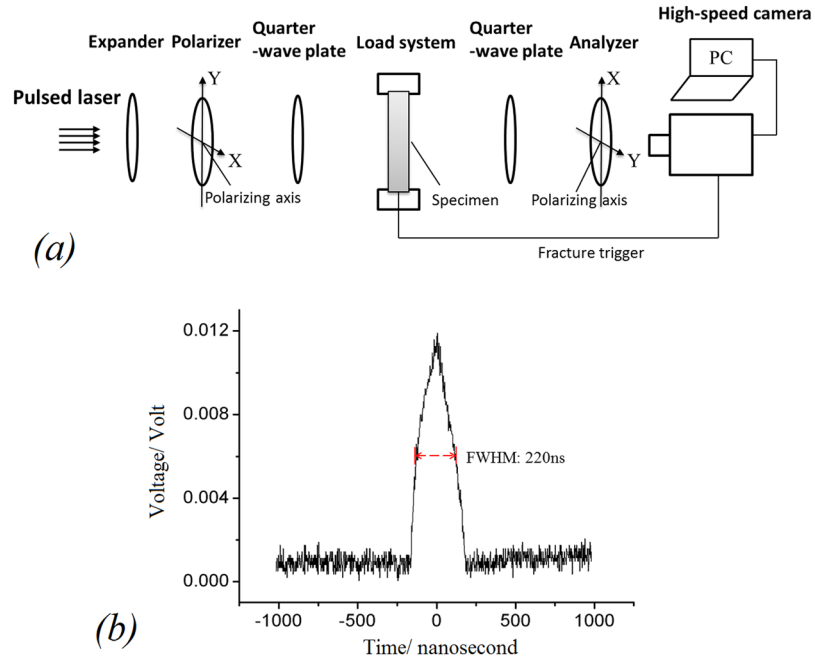 High-speed camera
Expander Polarizer Quarter -wave plate Load system Quarter -wave plate Analyzer
PC
Pulsed laser
Y
X
Polarizing axis
Specimen
X
Y
Polarizing axis
Fracture trigger
(a)
0.012
0.008
0.004
0.000
Voltage/ Volt
FWHM: 220ns
-1000 -500 0 500 1000
Time/ nanosecond
(b)